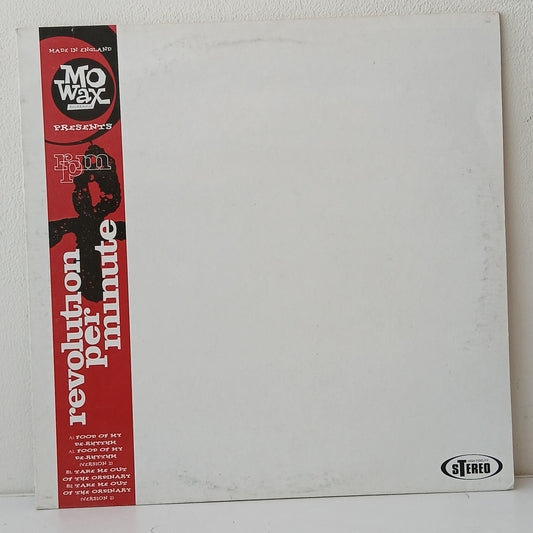 MADE IN ENGLAND
MO
WAX
PRESENTS
rpm
revolution
per
minute
A1 FOOD OF MY
DE-RHYTHM
A2 FOOD OF MY
DE-RHYTHM
(VERSION 2)
B1 TAKE ME OUT
OF THE ORDINARY
B2 TAKE ME OUT
OF THE ORDINARY
(VERSION 2)
HIGH FIDELITY
STEREO